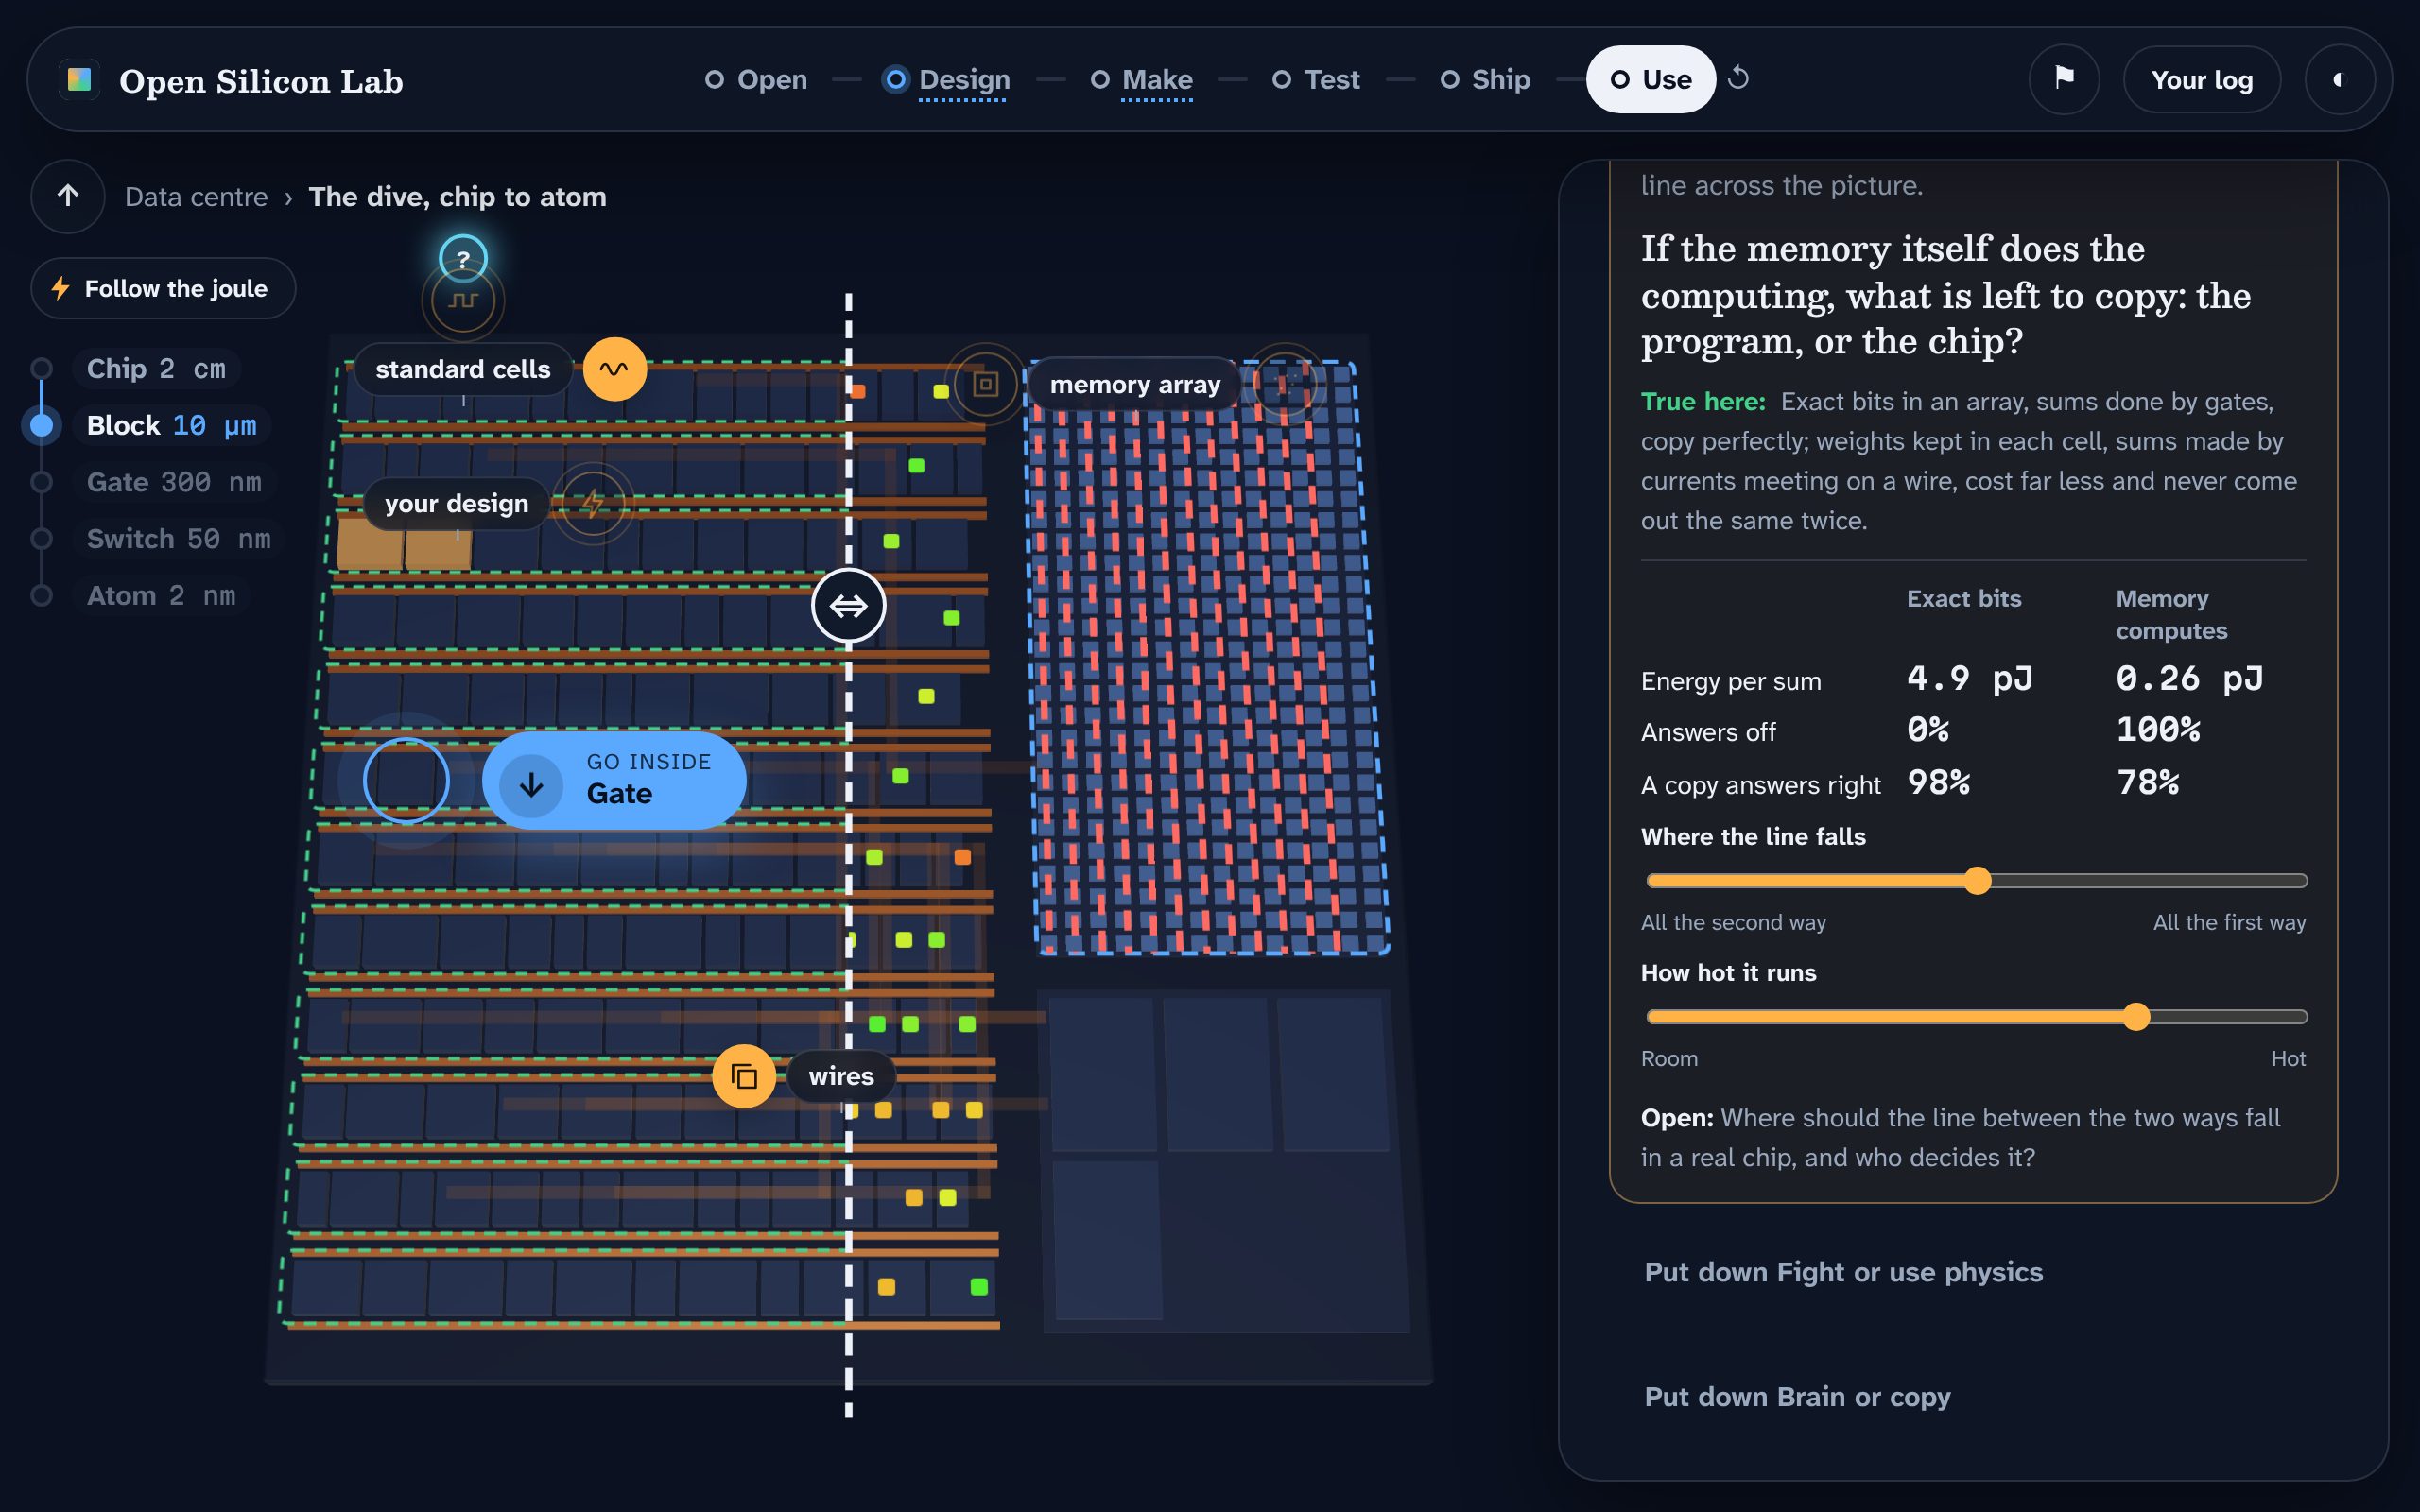 Open Silicon Lab
Open
Design
Make
Test
Ship
Use
Your log
Data centre › The dive, chip to atom
Follow the joule
Chip 2 cm
Block 10 µm
Gate 300 nm
Switch 50 nm
Atom 2 nm
?
standard cells
memory array
your design
GO INSIDE
Gate
wires
line across the picture.
If the memory itself does the
computing, what is left to copy: the
program, or the chip?
True here: Exact bits in an array, sums done by gates,
copy perfectly; weights kept in each cell, sums made by
currents meeting on a wire, cost far less and never come
out the same twice.
Exact bits
Memory
computes
Energy per sum 4.9 pJ 0.26 pJ
Answers off 0% 100%
A copy answers right 98% 78%
Where the line falls
All the second way All the first way
How hot it runs
Room Hot
Open: Where should the line between the two ways fall
in a real chip, and who decides it?
Put down Fight or use physics
Put down Brain or copy